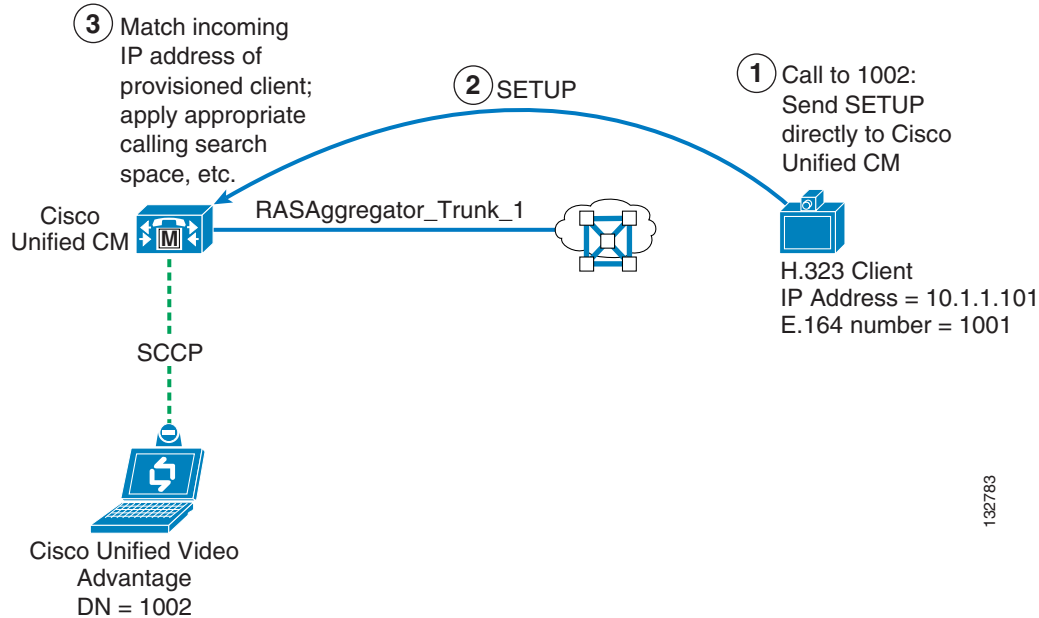 3 Match incoming
IP address of
provisioned client;
apply appropriate
calling search
space, etc.
2 SETUP
1 Call to 1002:
Send SETUP
directly to Cisco
Unified CM
Cisco
Unified CM
M
RASAggregator_Trunk_1
H.323 Client
IP Address = 10.1.1.101
E.164 number = 1001
SCCP
Cisco Unified Video
Advantage
DN = 1002
132783